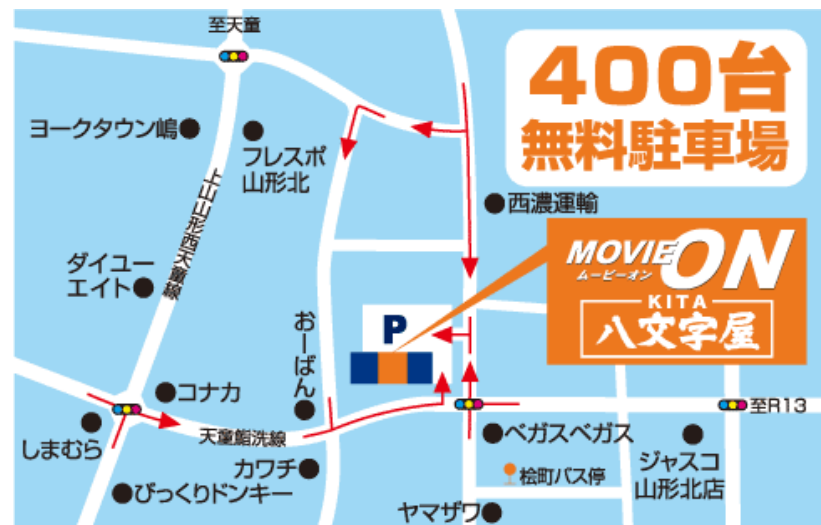 至天童
400台
無料駐車場
ヨークタウン嶋
フレスポ
山形北
上山山形西天童線
西濃運輸
MOVIE ON
ムービーオン
KITA
八文字屋
ダイユー
エイト
P
おーばん
コナカ
至R13
しまむら
天童鮨洗線
ベガスベガス
カワチ
ジャスコ
山形北店
桧町バス停
びっくりドンキー
ヤマザワ